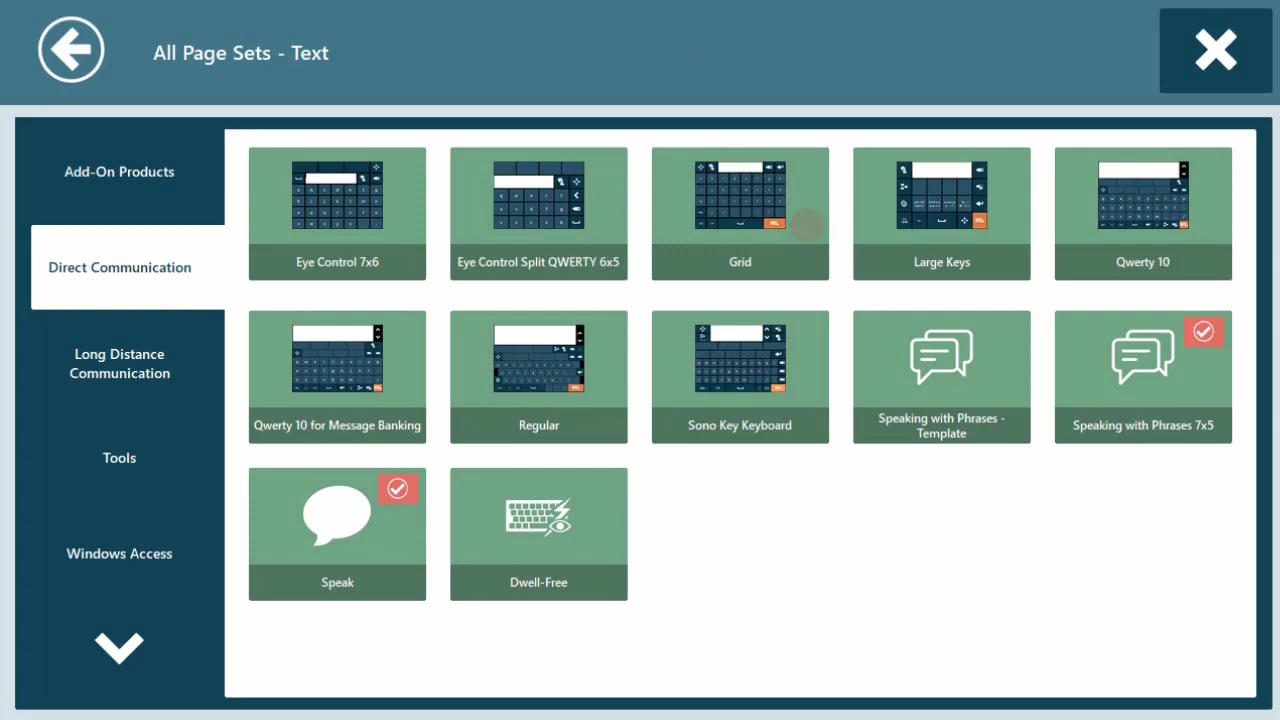 All Page Sets - Text
Add-On Products
Direct Communication
Long Distance
Communication
Tools
Windows Access
Eye Control 7x6
Eye Control Split QWERTY 6x5
Grid
Large Keys
Qwerty 10
Qwerty 10 for Message Banking
Regular
Sono Key Keyboard
Speaking with Phrases -
Template
Speaking with Phrases 7x5
Speak
Dwell-Free